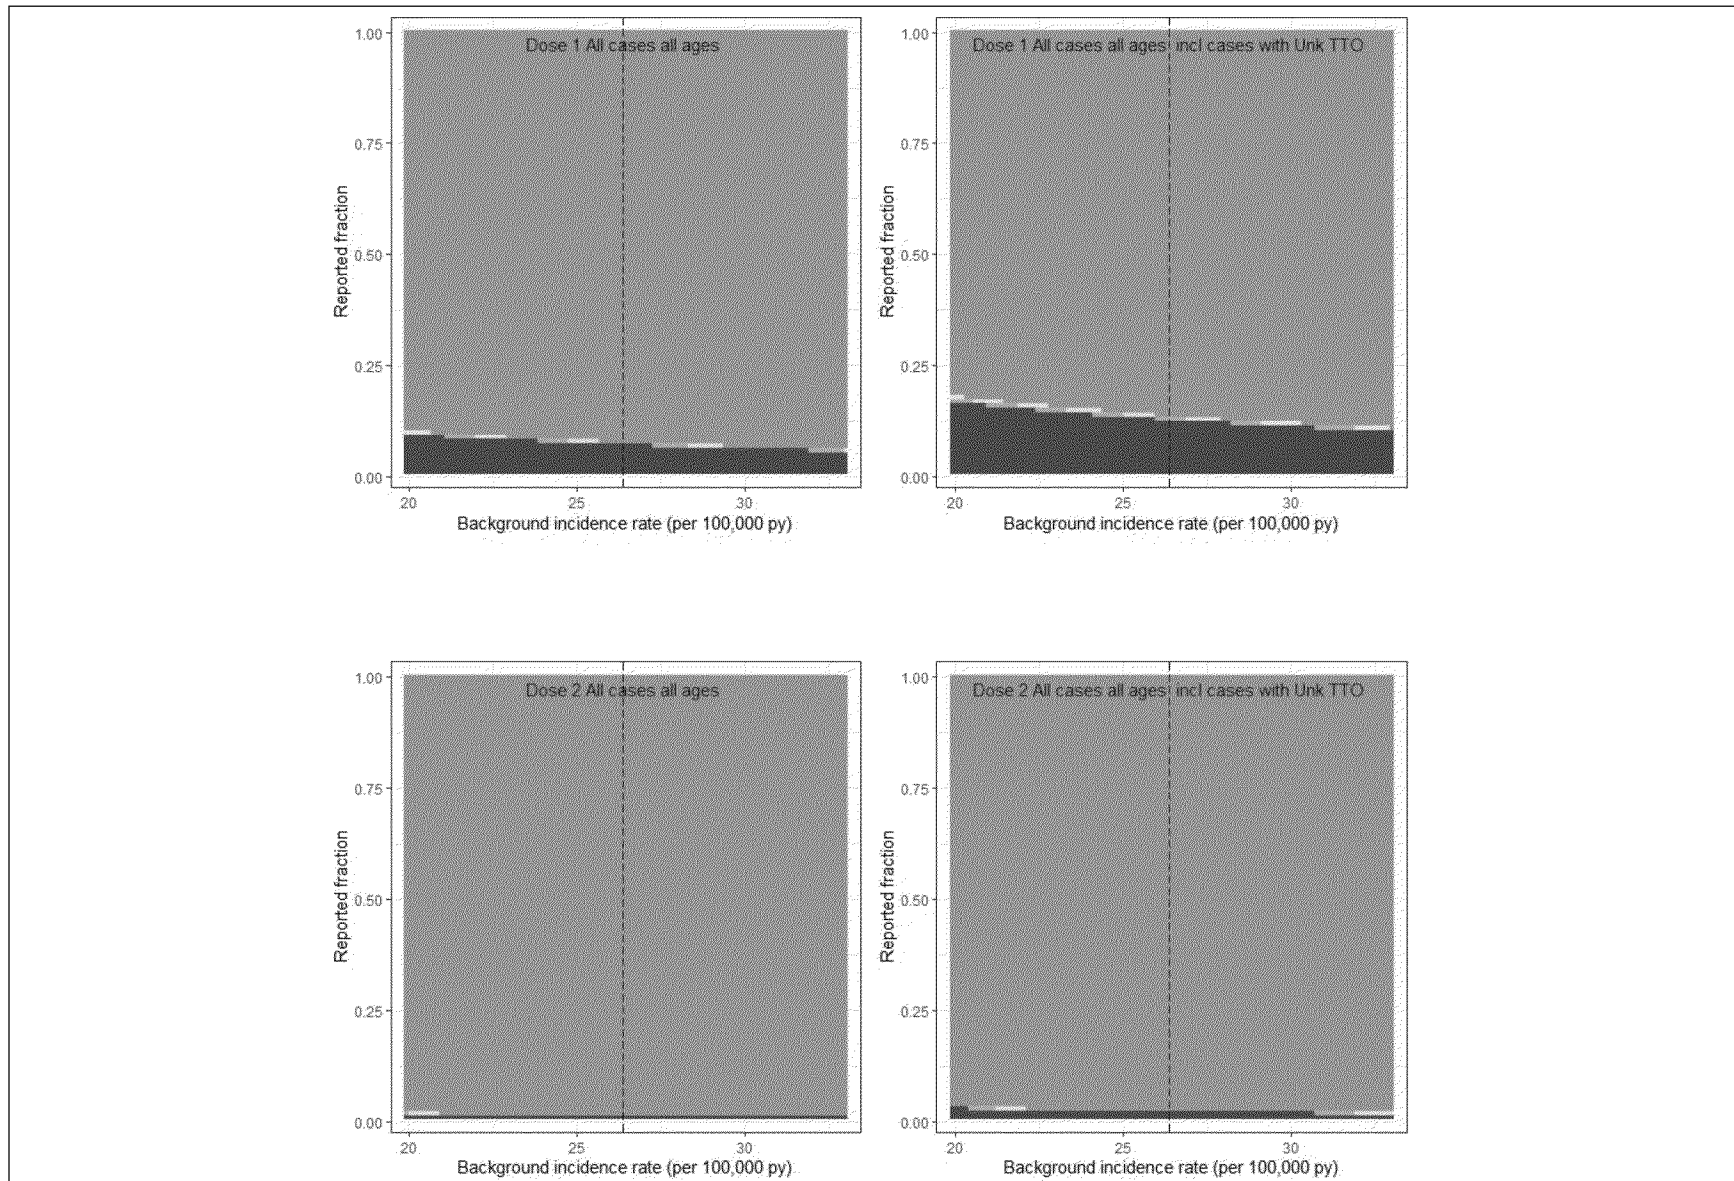 Dose 1 All cases all ages
1.00
0.75
0.50
0.25
0.00
Reported fraction
20 25 30
Background incidence rate (per 100,000 py)
Dose 1 All cases all ages incl cases with Unk TTO
1.00
0.75
0.50
0.25
0.00
Reported fraction
20 25 30
Background incidence rate (per 100,000 py)
Dose 2 All cases all ages
1.00
0.75
0.50
0.25
0.00
Reported fraction
20 25 30
Background incidence rate (per 100,000 py)
Dose 2 All cases all ages incl cases with Unk TTO
1.00
0.75
0.50
0.25
0.00
Reported fraction
20 25 30
Background incidence rate (per 100,000 py)